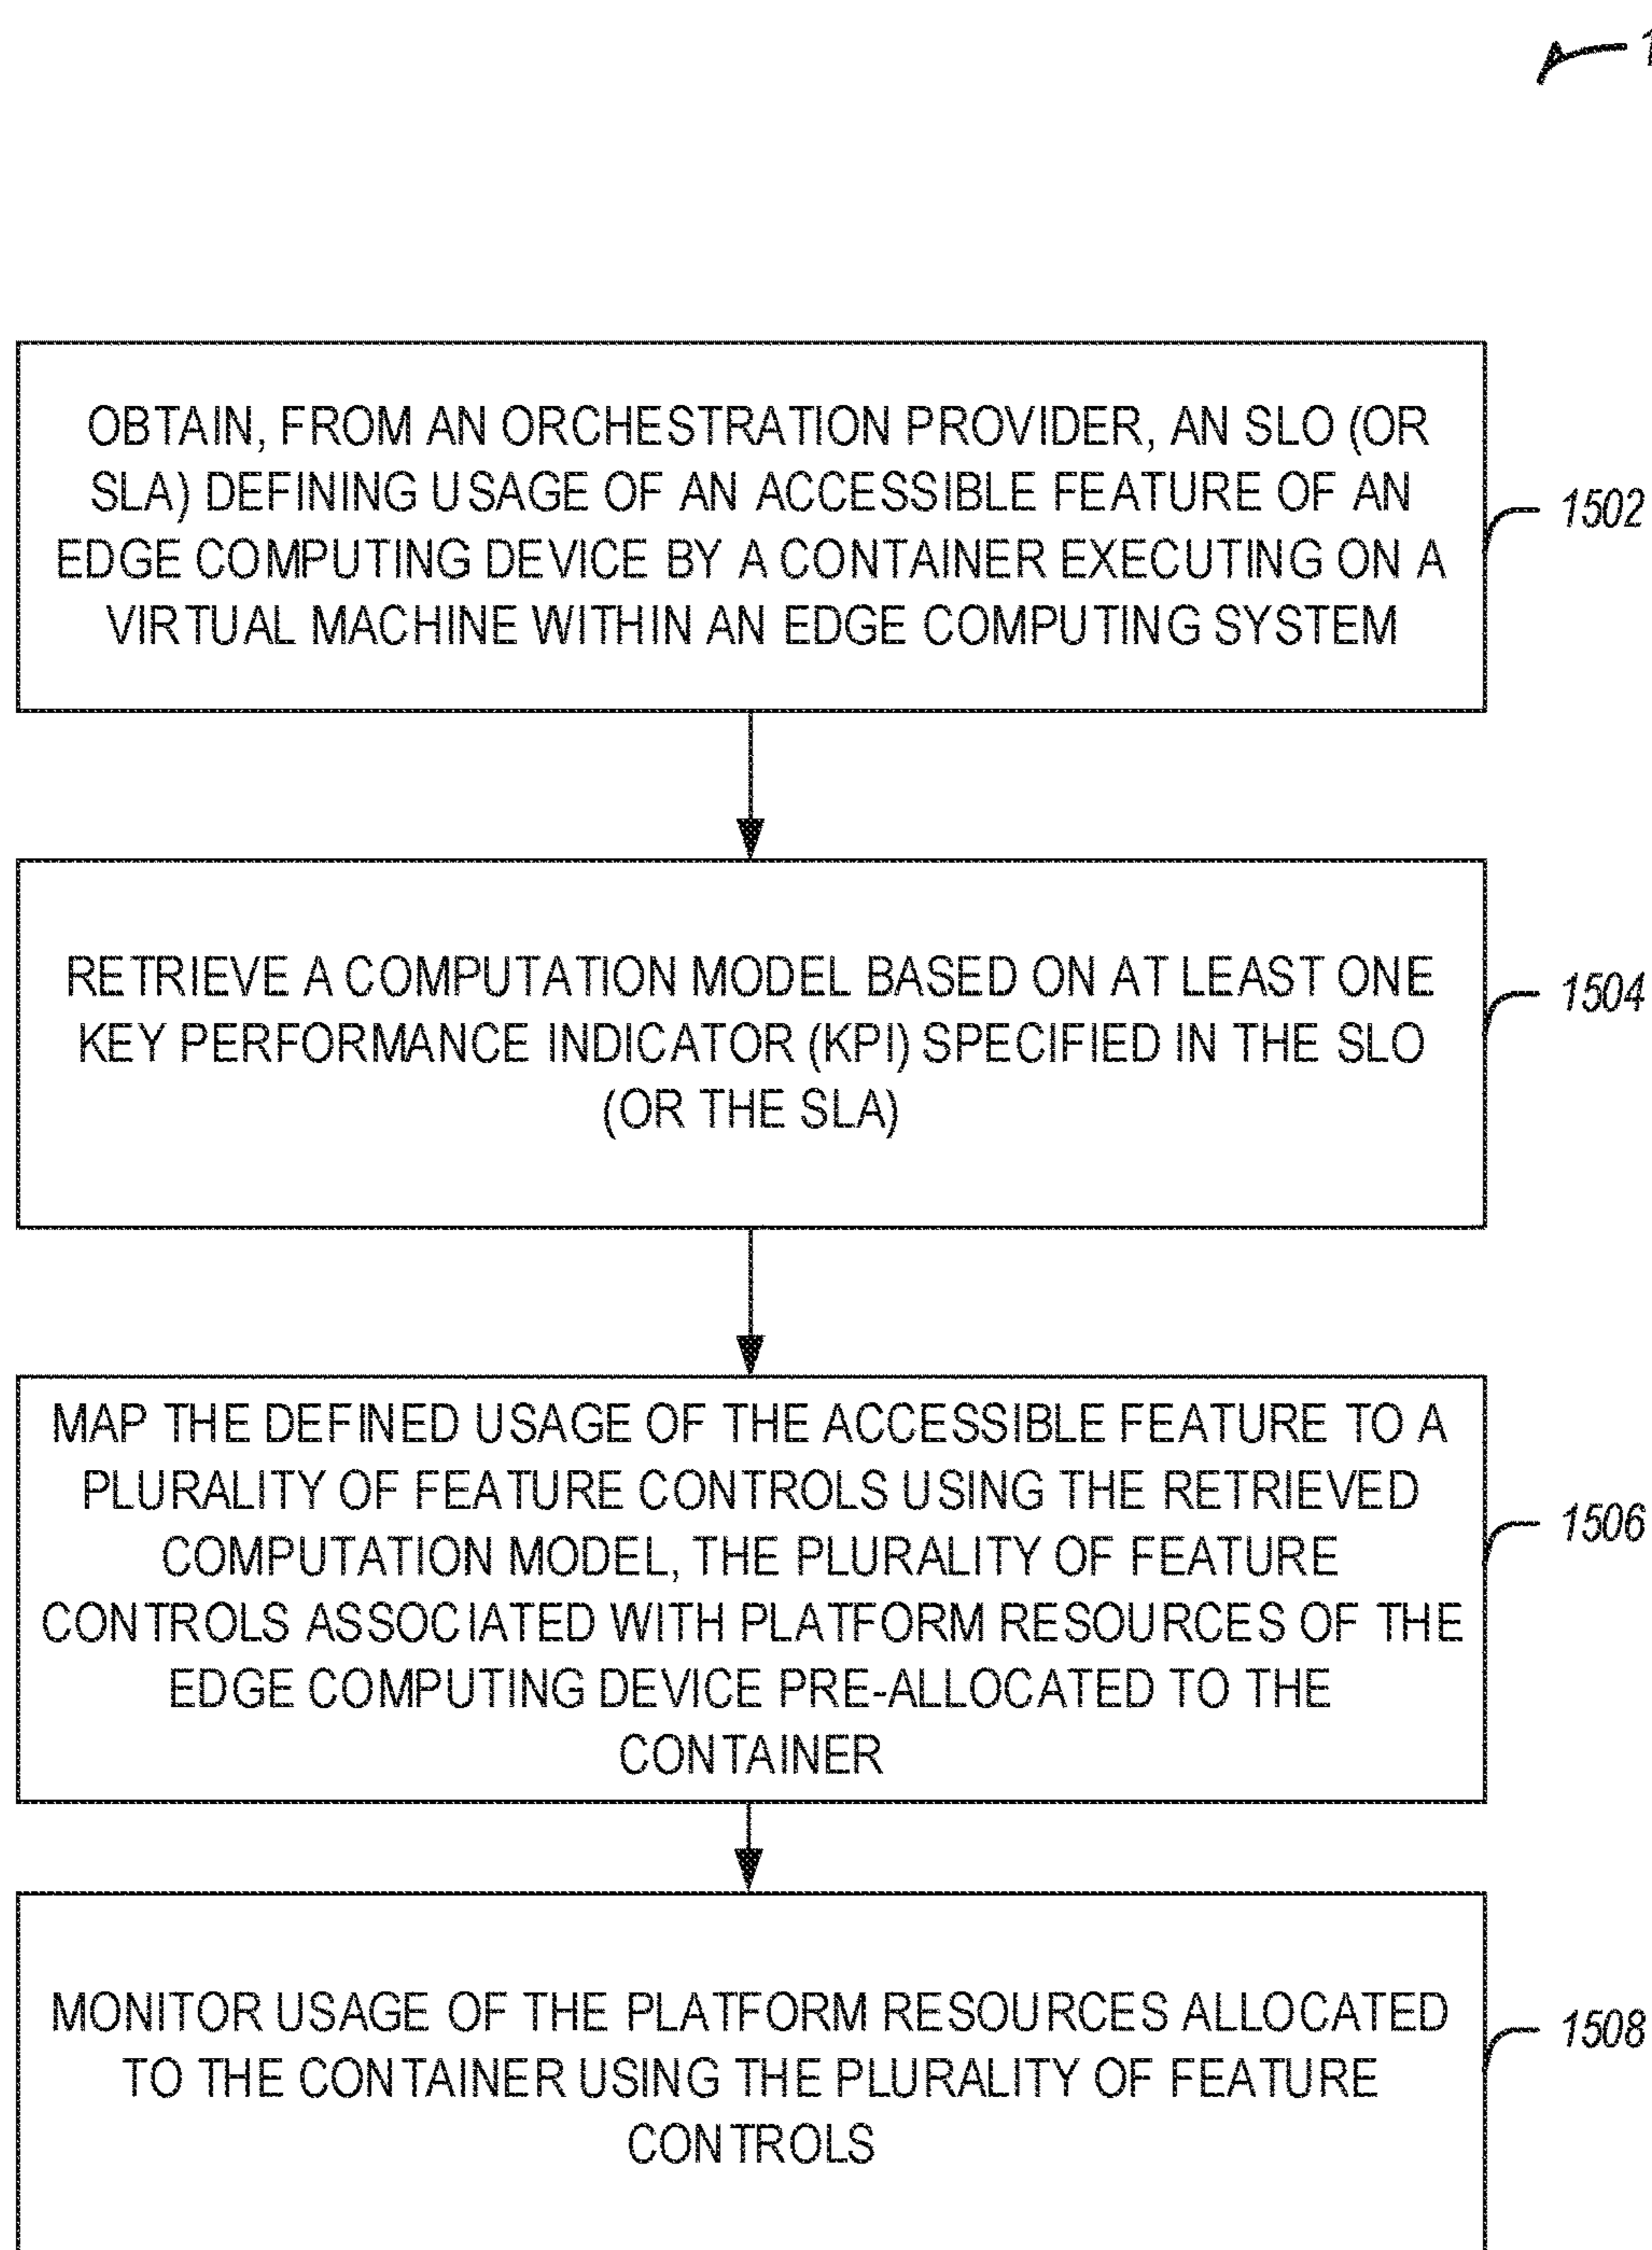 OBTAIN, FROM AN ORCHESTRATION PROVIDER, AN SLO (OR
SLA) DEFINING USAGE OF AN ACCESSIBLE FEATURE OF AN
EDGE COMPUTING DEVICE BY A CONTAINER EXECUTING ON A
VIRTUAL MACHINE WITHIN AN EDGE COMPUTING SYSTEM
1502
RETRIEVE A COMPUTATION MODEL BASED ON AT LEAST ONE
KEY PERFORMANCE INDICATOR (KPI) SPECIFIED IN THE SLO
(OR THE SLA)
1504
MAP THE DEFINED USAGE OF THE ACCESSIBLE FEATURE TO A
PLURALITY OF FEATURE CONTROLS USING THE RETRIEVED
COMPUTATION MODEL, THE PLURALITY OF FEATURE
CONTROLS ASSOCIATED WITH PLATFORM RESOURCES OF THE
EDGE COMPUTING DEVICE PRE-ALLOCATED TO THE
CONTAINER
1506
MONITOR USAGE OF THE PLATFORM RESOURCES ALLOCATED
TO THE CONTAINER USING THE PLURALITY OF FEATURE
CONTROLS
1508